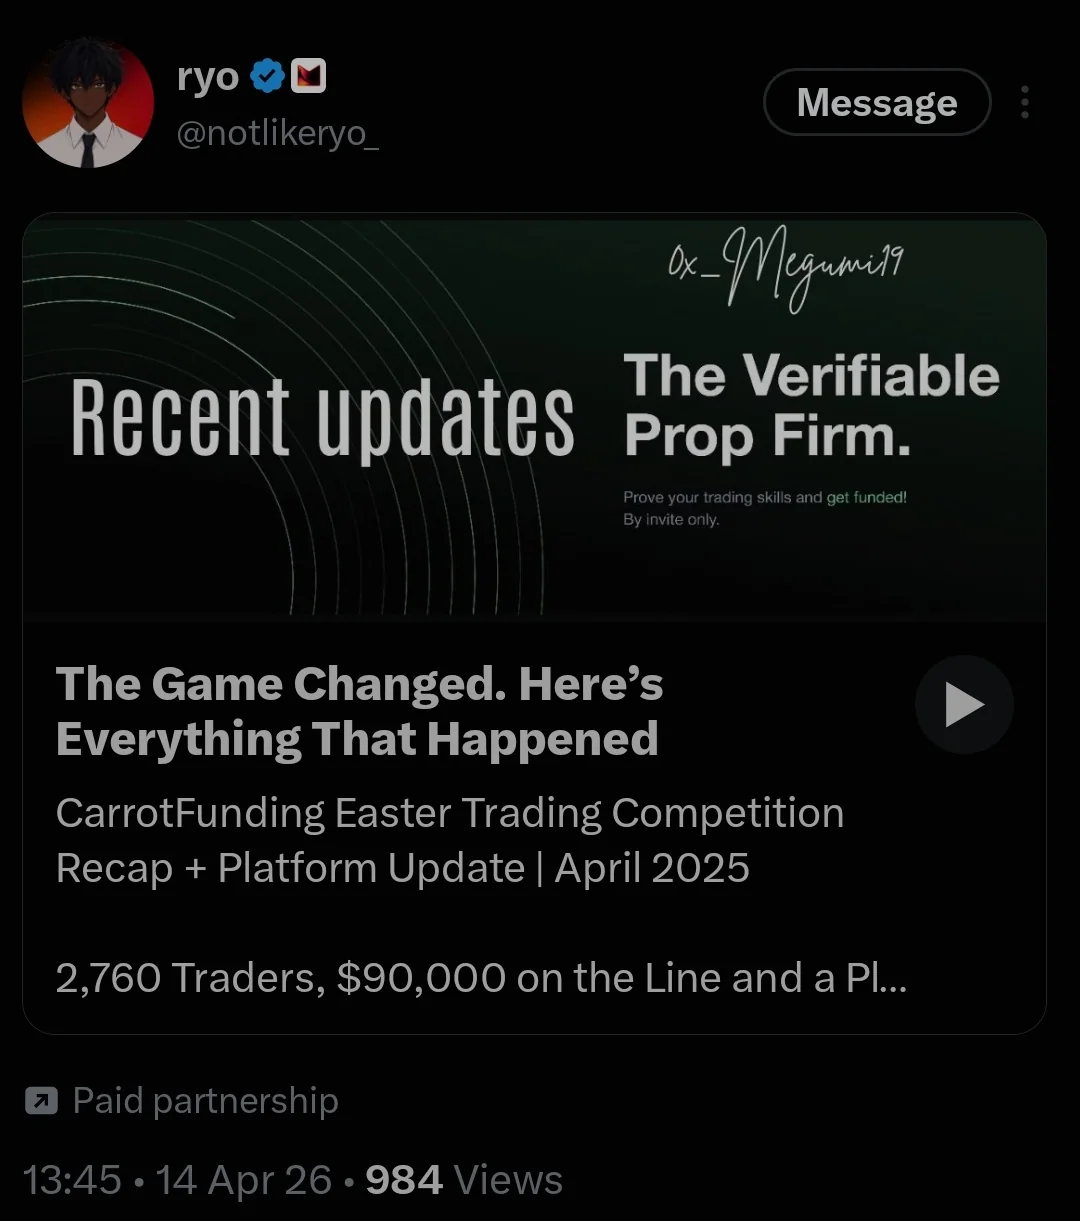 ryo
@notlikeryo_
Message
0x_Megumi19
Recent updates
The Verifiable
Prop Firm.
Prove your trading skills and get funded!
By invite only.
The Game Changed. Here’s
Everything That Happened
CarrotFunding Easter Trading Competition
Recap + Platform Update | April 2025
2,760 Traders, $90,000 on the Line and a Pl...
Paid partnership
13:45 • 14 Apr 26 • 984 Views